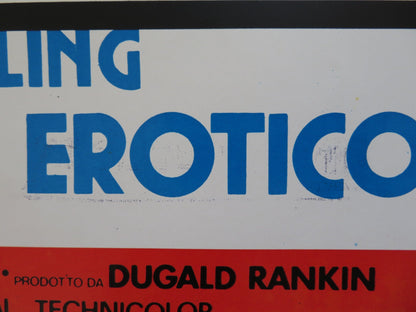 LING
EROTICO
• PRODOTTO DA DUGALD RANKIN
TECHNICOLOR